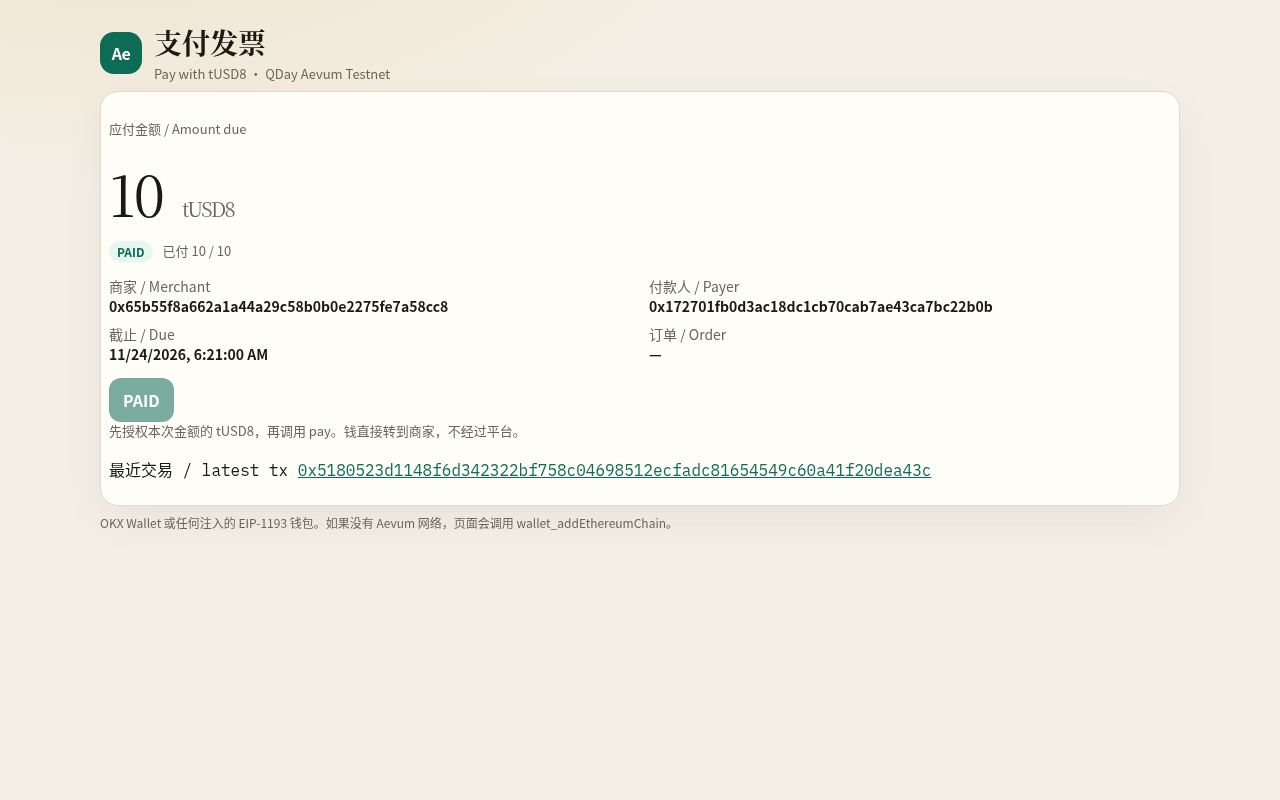 Ae
支付发票
Pay with tUSD8 • QDay Aevum Testnet
应付金额 / Amount due
10 tUSD8
PAID 已付 10 / 10
商家 / Merchant
0x65b55f8a662a1a44a29c58b0b0e2275fe7a58cc8
付款人 / Payer
0x172701fb0d3ac18dc1cb70cab7ae43ca7bc22b0b
截止 / Due
11/24/2026, 6:21:00 AM
订单 / Order
—
PAID
先授权本次金额的 tUSD8，再调用 pay。钱直接转到商家，不经过平台。
最近交易 / latest tx 0x5180523d1148f6d342322bf758c04698512ecfadc81654549c60a41f20dea43c
OKX Wallet 或任何注入的 EIP-1193 钱包。如果没有 Aevum 网络，页面会调用 wallet_addEthereumChain。